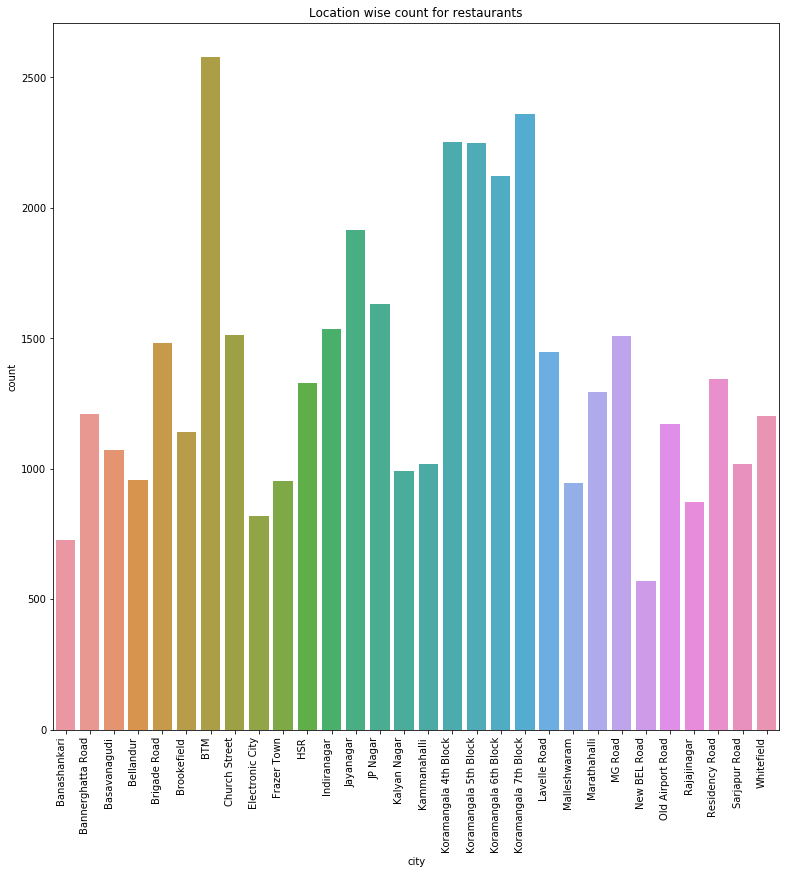 Location wise count for restaurants
count
2500
2000
1500
1000
500
0
Banashankari
Bannerghatta Road
Basavanagudi
Bellandur
Brigade Road
Brookefield
BTM
Church Street
Electronic City
Frazer Town
HSR
Indiranagar
Jayanagar
JP Nagar
Kalyan Nagar
Kammanahalli
Koramangala 4th Block
Koramangala 5th Block
Koramangala 6th Block
Koramangala 7th Block
Lavelle Road
Malleshwaram
Marathahalli
MG Road
New BEL Road
Old Airport Road
Rajajinagar
Residency Road
Sarjapur Road
Whitefield
city